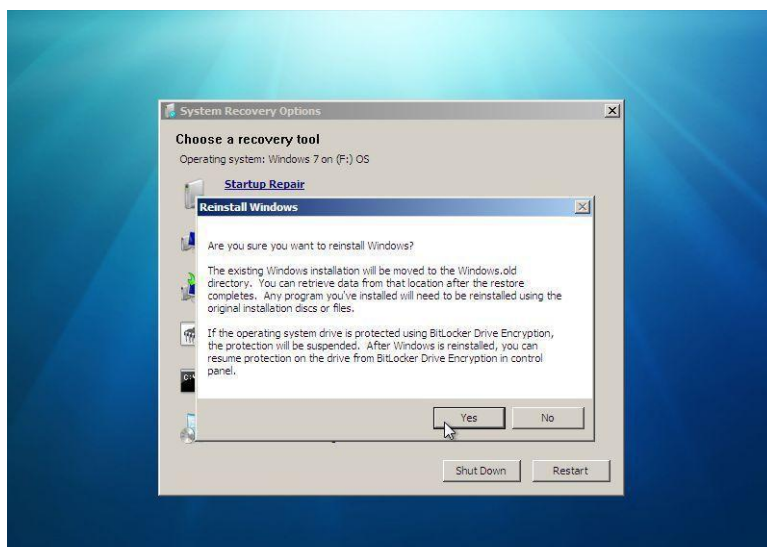 System Recovery Options
Choose a recovery tool
Operating system: Windows 7 on (F:) OS
Startup Repair
Reinstall Windows
Are you sure you want to reinstall Windows?
The existing Windows installation will be moved to the Windows.old
directory. You can retrieve data from that location after the restore
completes. Any program you've installed will need to be reinstalled using the
original installation discs or files.
If the operating system drive is protected using BitLocker Drive Encryption,
the protection will be suspended. After Windows is reinstalled, you can
resume protection on the drive from BitLocker Drive Encryption in control
panel.
Yes
No
Shut Down
Restart